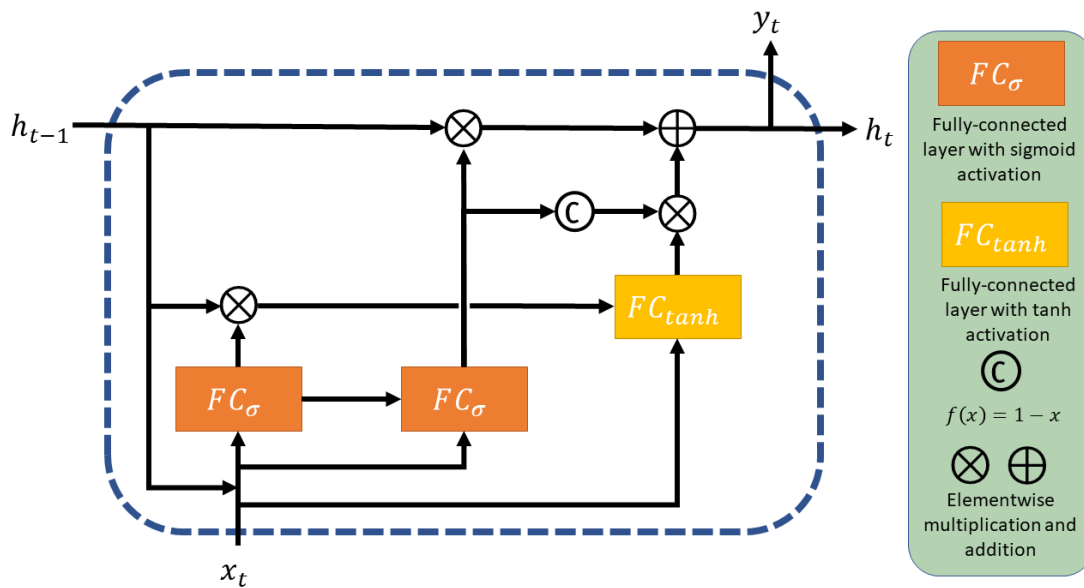 y_t
h_{t-1}
h_t
C
FC_{tanh}
FC_σ
FC_σ
x_t
FC_σ
Fully-connected
layer with sigmoid
activation
FC_{tanh}
Fully-connected
layer with tanh
activation
C
f(x) = 1 − x
Elementwise
multiplication and
addition